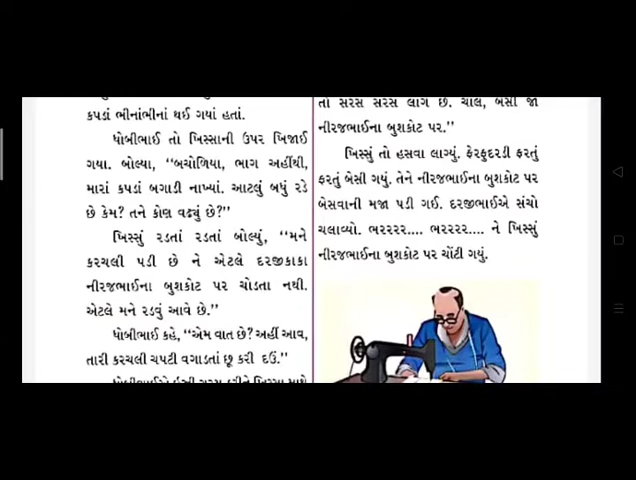 કપડાં ભીનાંભીનાં થઈ ગયાં હતાં.
ધોબીભાઈ તો ખિસ્સાની ઉપર ખિજાઈ
ગયા. બોલ્યા, “બચોળિયા, ભાગ અહીંથી,
મારાં કપડાં બગાડી નાખ્યાં. આટલું બધું રડે
છે કેમ? તને કોણ વઢ્યું છે?”
ખિસ્સું રડતાં રડતાં બોલ્યું, “મને
કરચલી પડી છે ને એટલે દરજીકાકા
નીરજભાઈના બુશકોટ પર ચોડતા નથી.
એટલે મને રડવું આવે છે.”
ધોબીભાઈ કહે, “એમ વાત છે? અહીં આવ,
તારી કરચલી ચપટી વગાડતાં છૂ કરી દઉં.”
તો સરસ સરસ લાગે છે. ચાલ, બેસી જા
નીરજભાઈના બુશકોટ પર.”
ખિસ્સું તો હસવા લાગ્યું. ફેરફુદરડી ફરતું
ફરતું બેસી ગયું. તેને નીરજભાઈના બુશકોટ પર
બેસવાની મજા પડી ગઈ. દરજીભાઈએ સંચો
ચલાવ્યો. ભરરરર.... ભરરરર.... ને ખિસ્સું
નીરજભાઈના બુશકોટ પર ચોંટી ગયું.